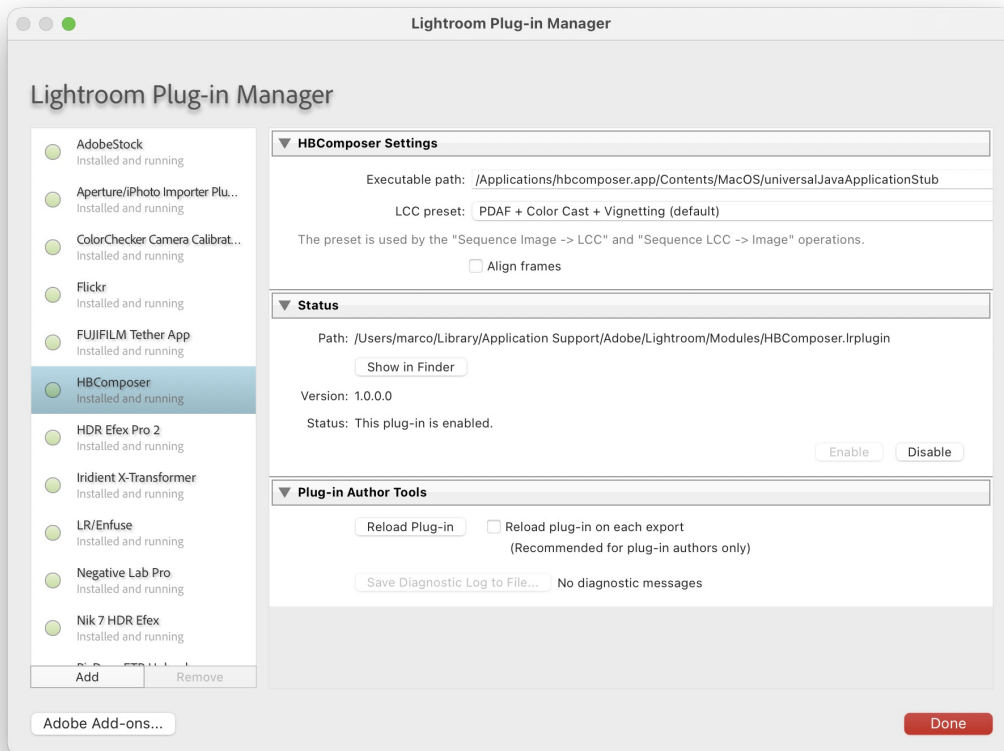 Lightroom Plug-in Manager
Lightroom Plug-in Manager
AdobeStock
Installed and running
Aperture/iPhoto Importer Plu...
Installed and running
ColorChecker Camera Calibrat...
Installed and running
Flickr
Installed and running
FUJIFILM Tether App
Installed and running
HBComposer
Installed and running
HDR Efex Pro 2
Installed and running
Iridient X-Transformer
Installed and running
LR/Enfuse
Installed and running
Negative Lab Pro
Installed and running
Nik 7 HDR Efex
Installed and running
Add
Remove
Adobe Add-ons...
HBComposer Settings
Executable path: /Applications/hbcomposer.app/Contents/MacOS/universalJavaApplicationStub
LCC preset: PDAF + Color Cast + Vignetting (default)
The preset is used by the "Sequence Image -> LCC" and "Sequence LCC -> Image" operations.
Align frames
Status
Path: /Users/marco/Library/Application Support/Adobe/Lightroom/Modules/HBComposer.lrplugin
Show in Finder
Version: 1.0.0.0
Status: This plug-in is enabled.
Enable
Disable
Plug-in Author Tools
Reload Plug-in
Reload plug-in on each export
(Recommended for plug-in authors only)
Save Diagnostic Log to File...
No diagnostic messages
Done